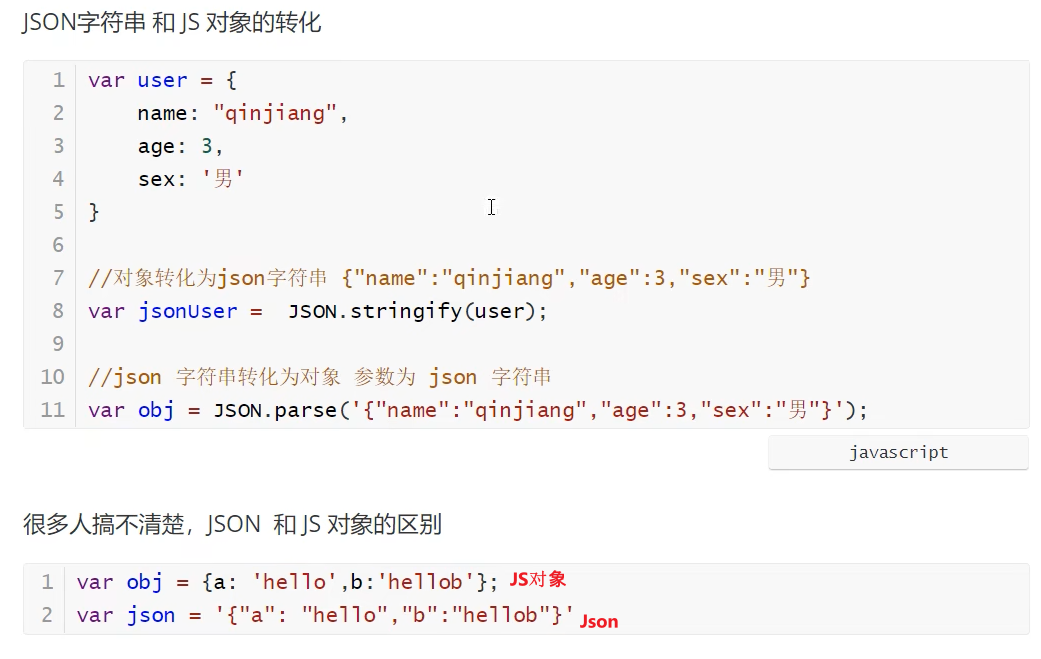 JSON字符串 和 JS 对象的转化
1 var user = {
2     name: "qinjiang",
3     age: 3,
4     sex: '男'
5 }
6
7 //对象转化为json字符串 {"name":"qinjiang","age":3,"sex":"男"}
8 var jsonUser =  JSON.stringify(user);
9
10 //json 字符串转化为对象 参数为 json 字符串
11 var obj = JSON.parse('{"name":"qinjiang","age":3,"sex":"男"}');
javascript
很多人搞不清楚，JSON 和 JS 对象的区别
1 var obj = {a: 'hello',b:'hellob'}; JS对象
2 var json = '{"a": "hello","b":"hellob"}' Json